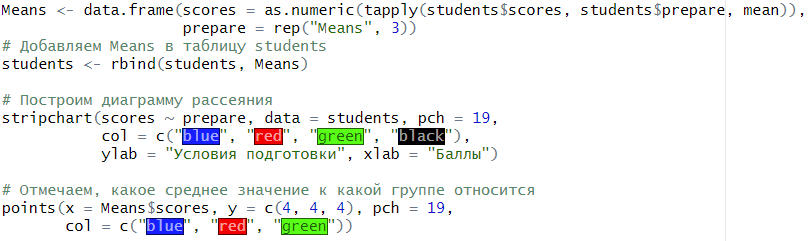 Means <- data.frame(scores = as.numeric(tapply(students$scores, students$prepare, mean)),
                    prepare = rep("Means", 3))
# Добавляем Means в таблицу students
students <- rbind(students, Means)

# Построим диаграмму рассеяния
stripchart(scores ~ prepare, data = students, pch = 19,
           col = c("blue", "red", "green", "black"),
           ylab = "Условия подготовки", xlab = "Баллы")

# Отмечаем, какое среднее значение к какой группе относится
points(x = Means$scores, y = c(4, 4, 4), pch = 19,
       col = c("blue", "red", "green"))